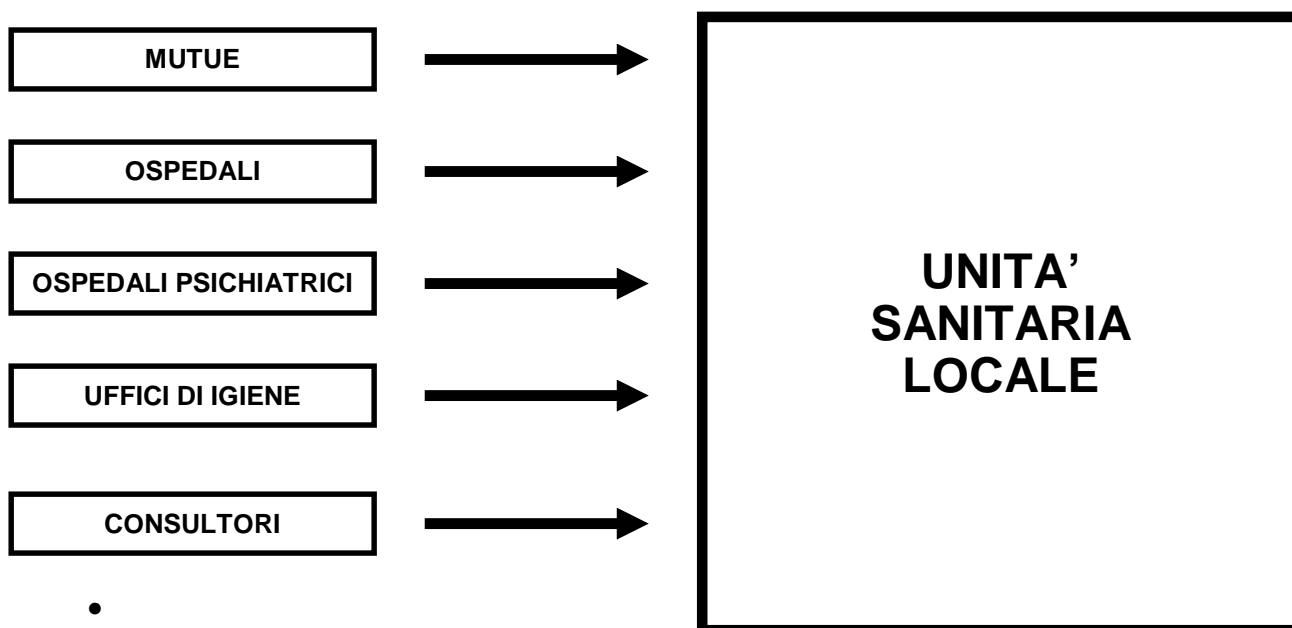 MUTUE
OSPEDALI
OSPEDALI PSICHIATRICI
UFFICI DI IGIENE
CONSULTORI
•
UNITA’
SANITARIA
LOCALE